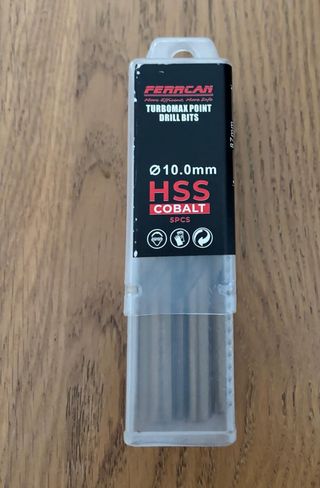 FERRCAN
More Efficient, More Safe
TURBOMAX POINT
DRILL BITS
Ø10.0mm
HSS
COBALT
5PCS